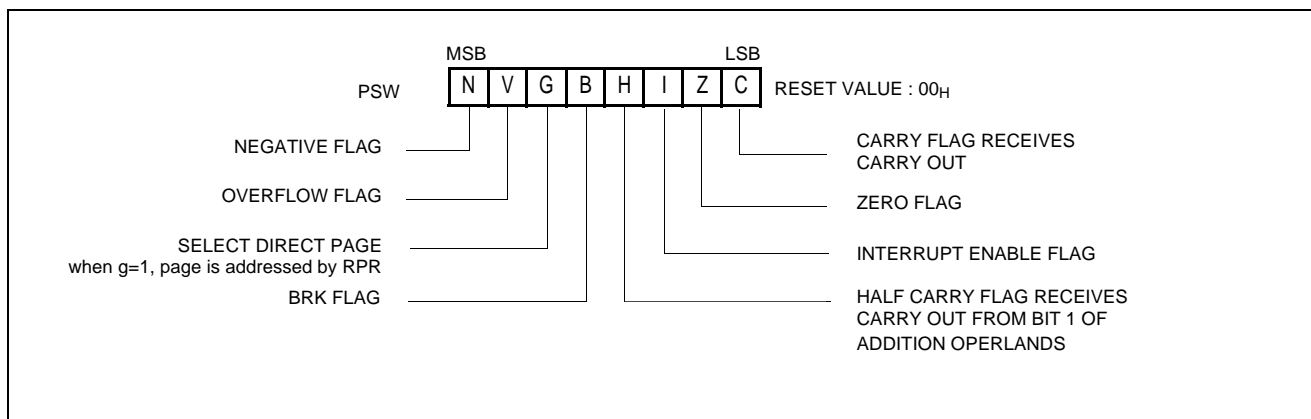 MSB LSB
PSW N V G B H I Z C RESET VALUE : 00H
NEGATIVE FLAG
OVERFLOW FLAG
SELECT DIRECT PAGE
when g=1, page is addressed by RPR
BRK FLAG
CARRY FLAG RECEIVES
CARRY OUT
ZERO FLAG
INTERRUPT ENABLE FLAG
HALF CARRY FLAG RECEIVES
CARRY OUT FROM BIT 1 OF
ADDITION OPERLANDS